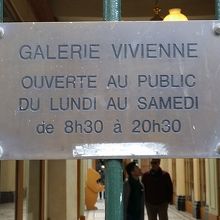 GALERIE VIVIENNE
OUVERTE AU PUBLIC
DU LUNDI AU SAMEDI
de 8h30 à 20h30